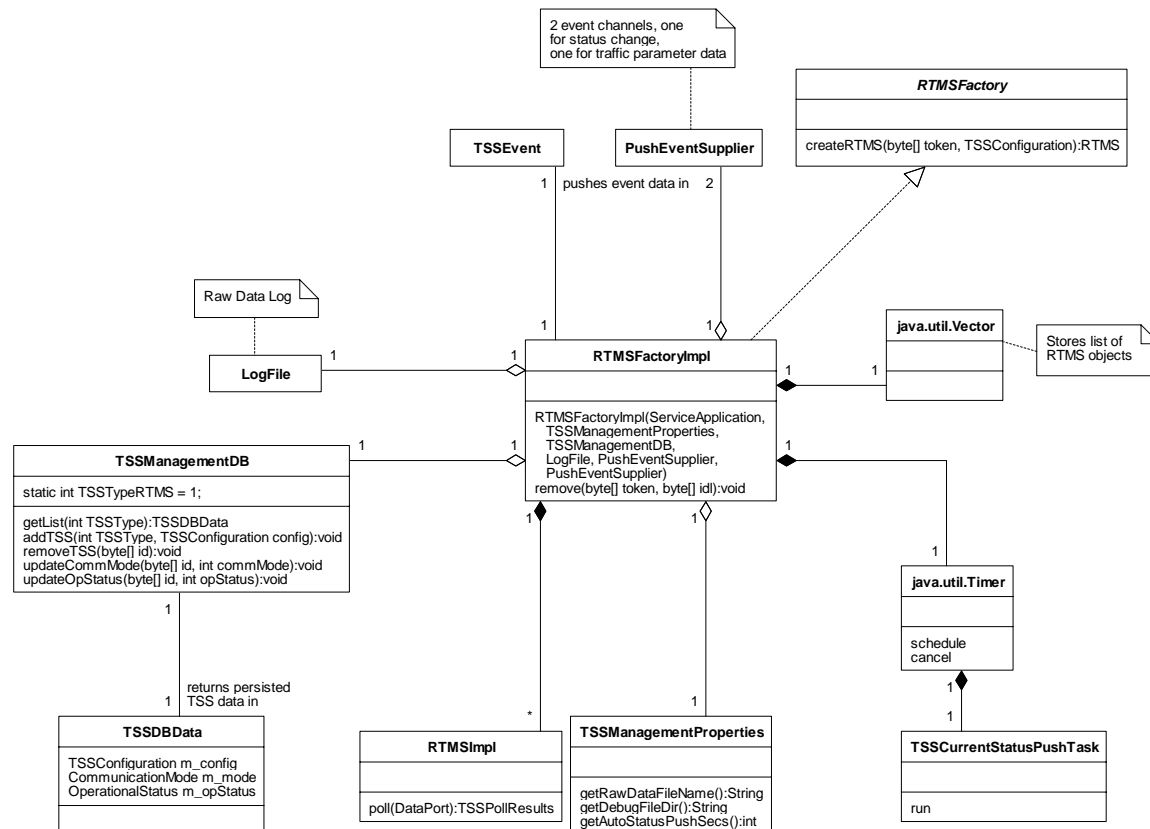 2 event channels, one
for status change,
one for traffic parameter data
RTMSFactory
createRTMS(byte[] token, TSSConfiguration):RTMS
TSSEvent
PushEventSupplier
1
pushes event data in
2
Raw Data Log
LogFile
1
1
1
1
RTMSFactoryImpl
RTMSFactoryImpl(ServiceApplication,
TSSManagementProperties,
TSSManagementDB,
LogFile, PushEventSupplier,
PushEventSupplier)
remove(byte[] token, byte[] idl):void
1
1
java.util.Vector
Stores list of
RTMS objects
TSSManagementDB
static int TSSTypeRTMS = 1;
getList(int TSSType):TSSDBData
addTSS(int TSSType, TSSConfiguration config):void
removeTSS(byte[] id):void
updateCommMode(byte[] id, int commMode):void
updateOpStatus(byte[] id, int opStatus):void
1
1
1
1
1
1
java.util.Timer
schedule
cancel
1
1
returns persisted
TSS data in
1
TSSDBData
TSSConfiguration m_config
CommunicationMode m_mode
OperationalStatus m_opStatus
*
RTMSImpl
poll(DataPort):TSSPollResults
1
TSSManagementProperties
getRawDataFileName():String
getDebugFileDir():String
getAutoStatusPushSecs():int
1
TSSCurrentStatusPushTask
run